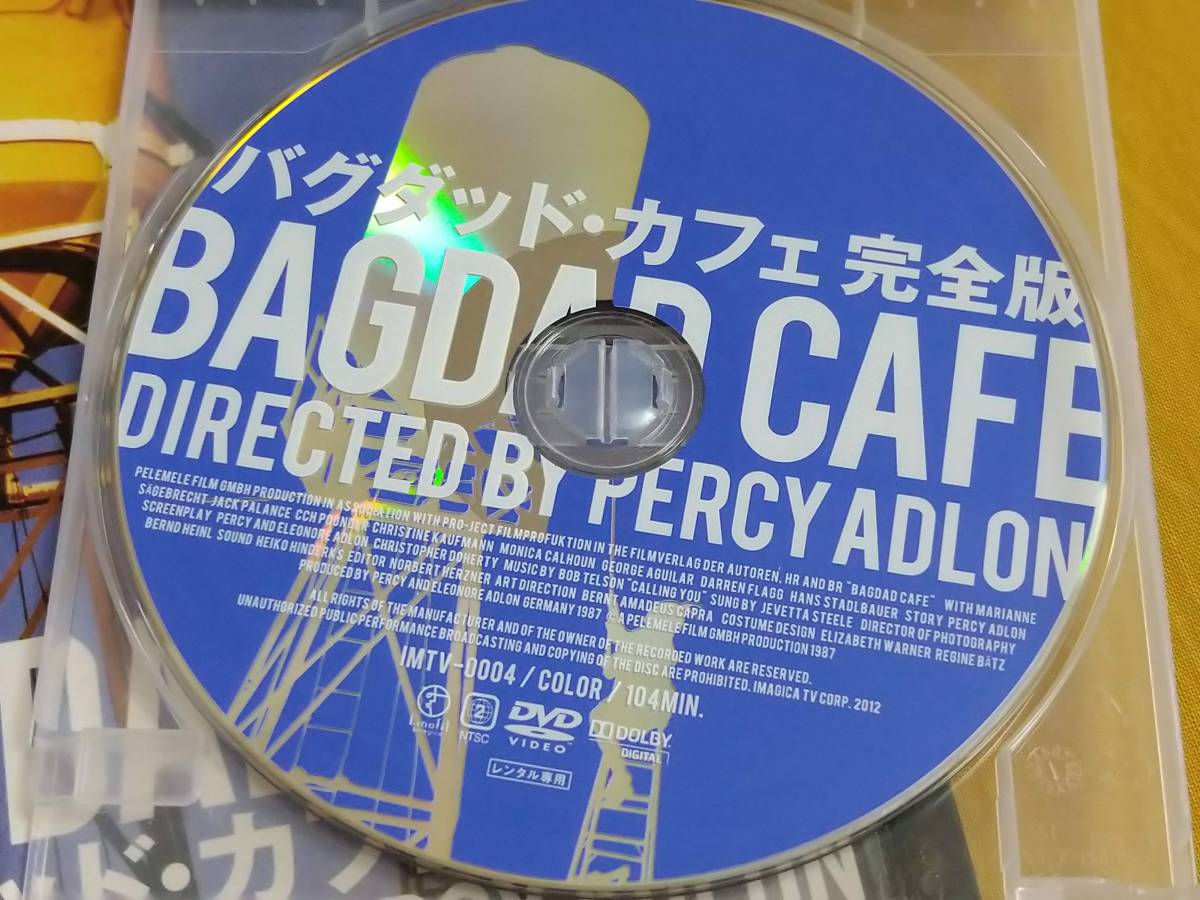 バグダッド・カフェ 完全版
BAGDAD CAFE
DIRECTED BY PERCY ADLON
PELEMELE FILM GMBH PRODUCTION IN ASSOCIATION WITH PRO-JECT FILMPROFUKTION IN THE FILMVERLAG DER AUTOREN, HR AND BR "BAGDAD CAFE" WITH MARIANNE
SÄGEBRECHT JACK PALANCE CCH POUNDER CHRISTINE KAUFMANN MONICA CALHOUN GEORGE AGUILAR DARREN FLAGG HANS STADLBAUER STORY PERCY ADLON
SCREENPLAY PERCY AND ELEONORE ADLON, CHRISTOPHER DOHERTY MUSIC BY BOB TELSON "CALLING YOU" SUNG BY JEVETTA STEELE DIRECTOR OF PHOTOGRAPHY
BERND HEINL SOUND HEIKO HINDERKS EDITOR NORBERT HERZNER ART DIRECTION BERNT AMADEUS CAPRA COSTUME DESIGN ELIZABETH WARNER REGINE BÄTZ
PRODUCED BY PERCY AND ELEONORE ADLON GERMANY 1987 © A PELEMELE FILM GMBH PRODUCTION 1987
ALL RIGHTS OF THE MANUFACTURER AND OF THE OWNER OF THE RECORDED WORK ARE RESERVED.
UNAUTHORIZED PUBLIC PERFORMANCE BROADCASTING AND COPYING OF THE DISC ARE PROHIBITED. IMAGICA TV CORP. 2012
IMTV-0004 / COLOR / 104MIN.
2
NTSC
DVD
VIDEO
DOLBY
DIGITAL
レンタル専用
DA
ッド・カフ